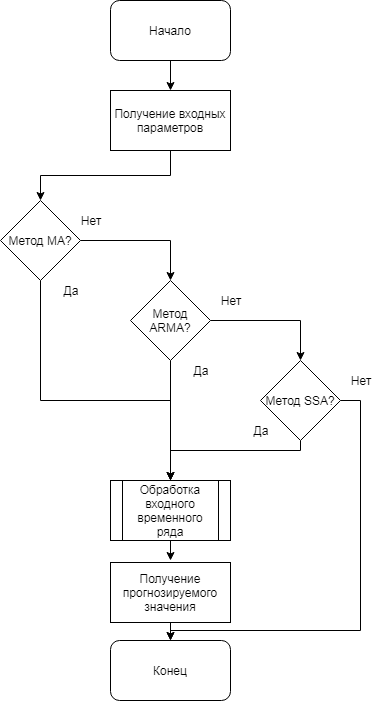 Начало
Получение входных
параметров
Нет
Метод МА?
Да
Нет
Метод
ARMA?
Да
Нет
Метод SSA?
Да
Обработка
входного
временного
ряда
Получение
прогнозируемого
значения
Конец